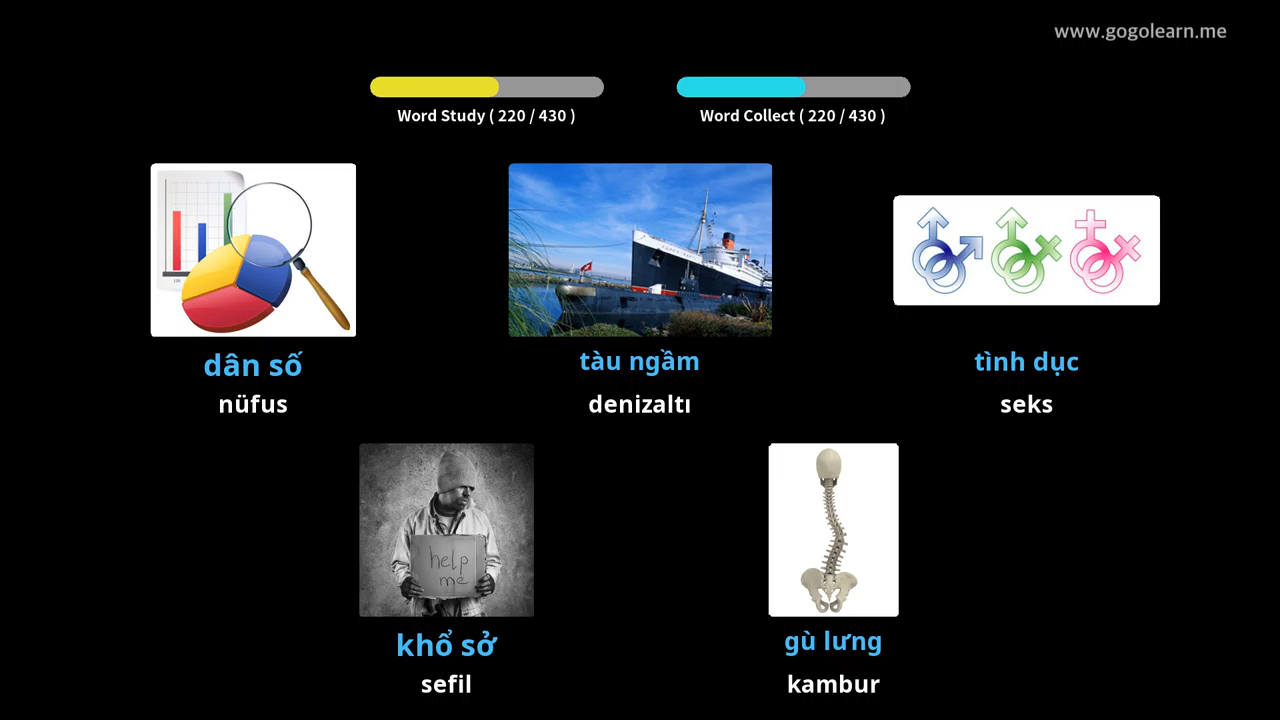 www.gogolearn.me
Word Study ( 220 / 430 )
Word Collect ( 220 / 430 )
dân số
nüfus
tàu ngầm
denizaltı
tình dục
seks
help
me
khổ sở
sefil
gù lưng
kambur